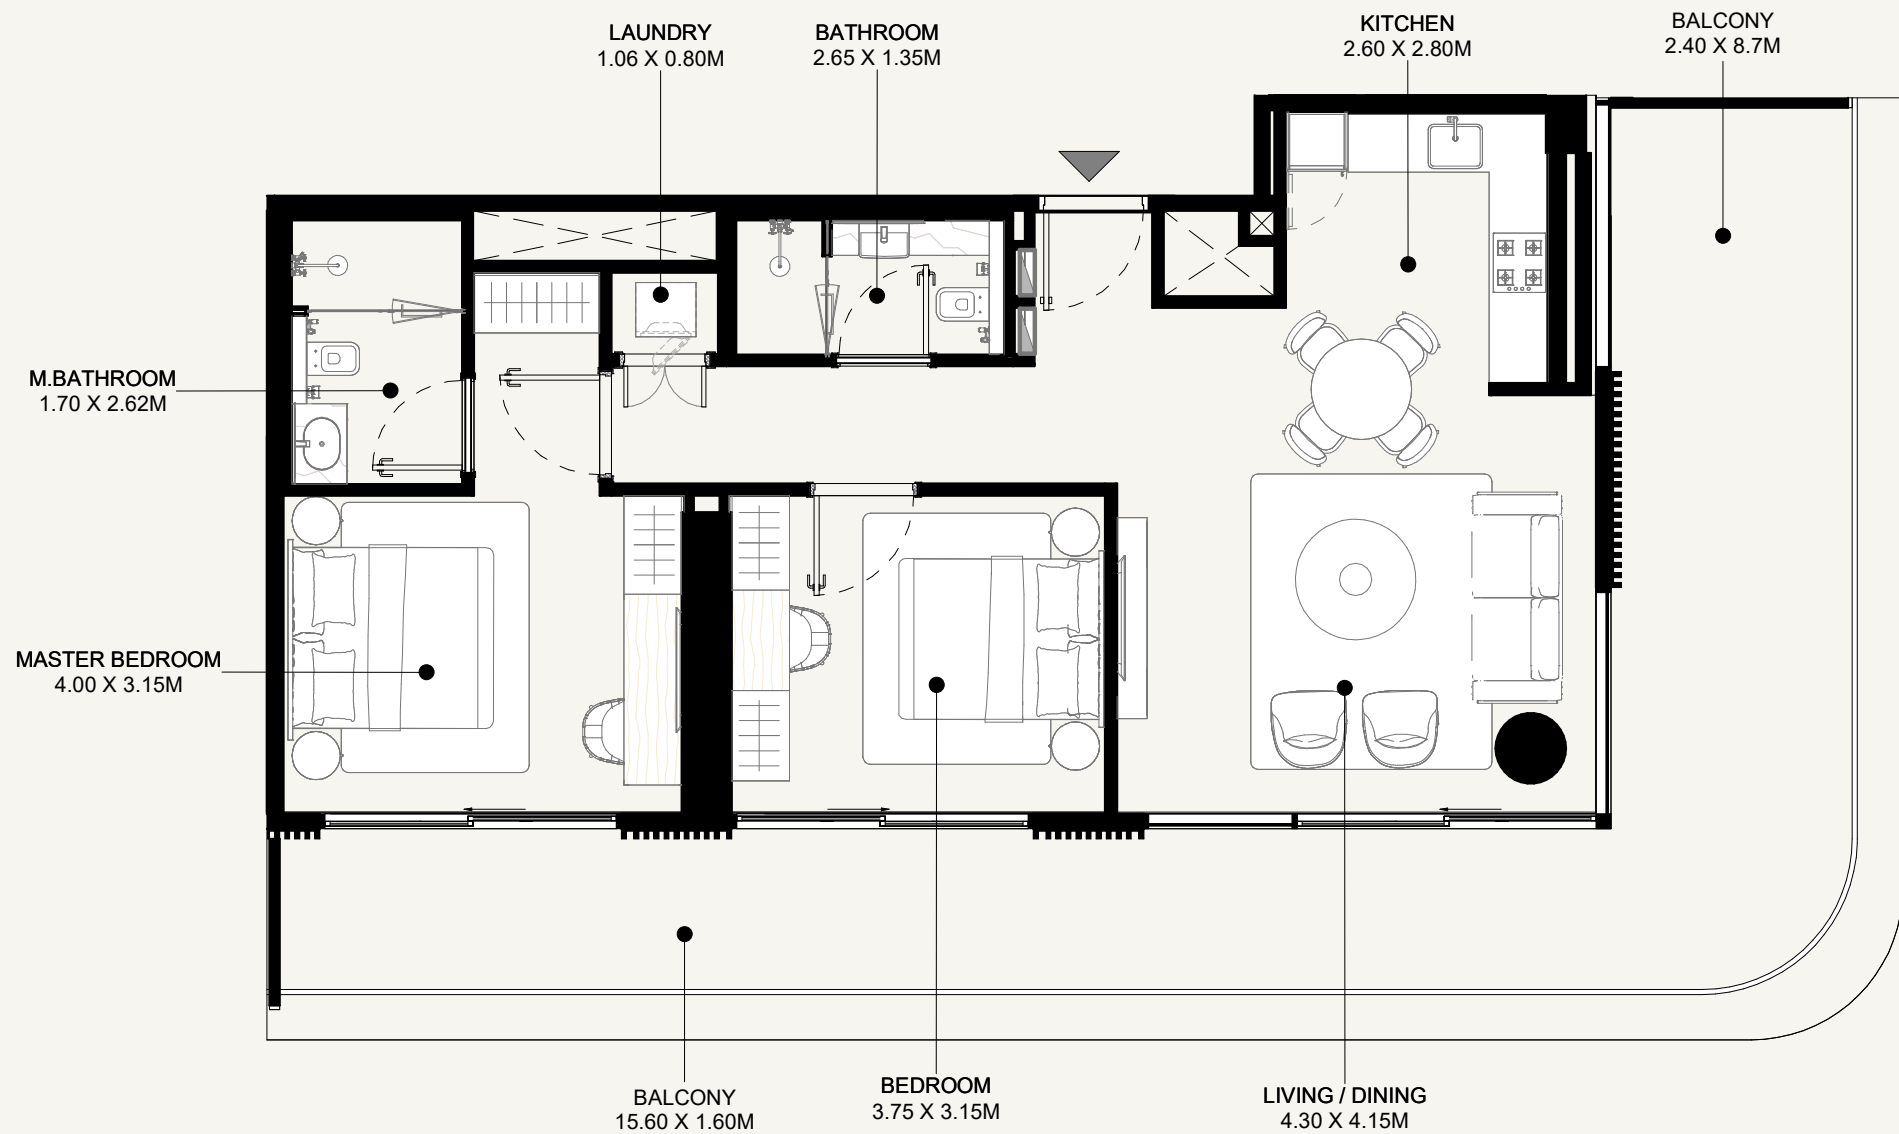 LAUNDRY
1.06 X 0.80M
BATHROOM
2.65 X 1.35M
KITCHEN
2.60 X 2.80M
BALCONY
2.40 X 8.7M
M.BATHROOM
1.70 X 2.62M
MASTER BEDROOM
4.00 X 3.15M
BALCONY
15.60 X 1.60M
BEDROOM
3.75 X 3.15M
LIVING / DINING
4.30 X 4.15M